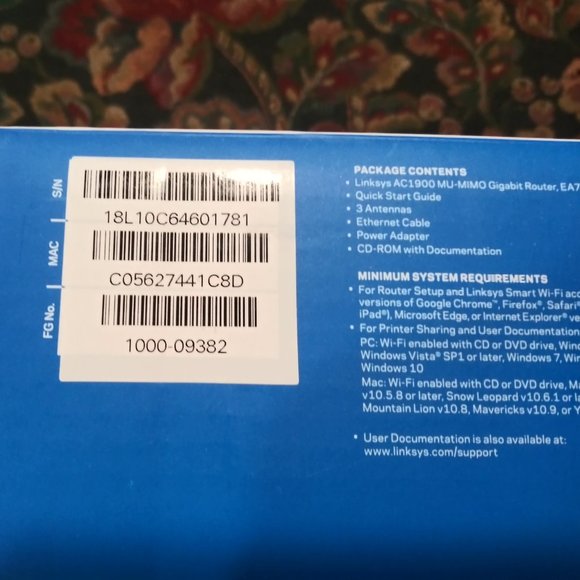 S/N
18L10C64601781
MAC
C05627441C8D
FG No.
1000-09382
PACKAGE CONTENTS
• Linksys AC1900 MU-MIMO Gigabit Router, EA7
• Quick Start Guide
• 3 Antennas
• Ethernet Cable
• Power Adapter
• CD-ROM with Documentation
MINIMUM SYSTEM REQUIREMENTS
• For Router Setup and Linksys Smart Wi-Fi
versions of Google Chrome™, Firefox®, Safari®
iPad®), Microsoft Edge, or Internet Explorer®
• For Printer Sharing and User Documentation
PC: Wi-Fi enabled with CD or DVD drive,
Windows Vista® SP1 or later, Windows 7,
Windows 10
Mac: Wi-Fi enabled with CD or DVD drive,
v10.5.8 or later, Snow Leopard v10.6.1 or
Mountain Lion v10.8, Mavericks v10.9, or
• User Documentation is also available at:
www.linksys.com/support